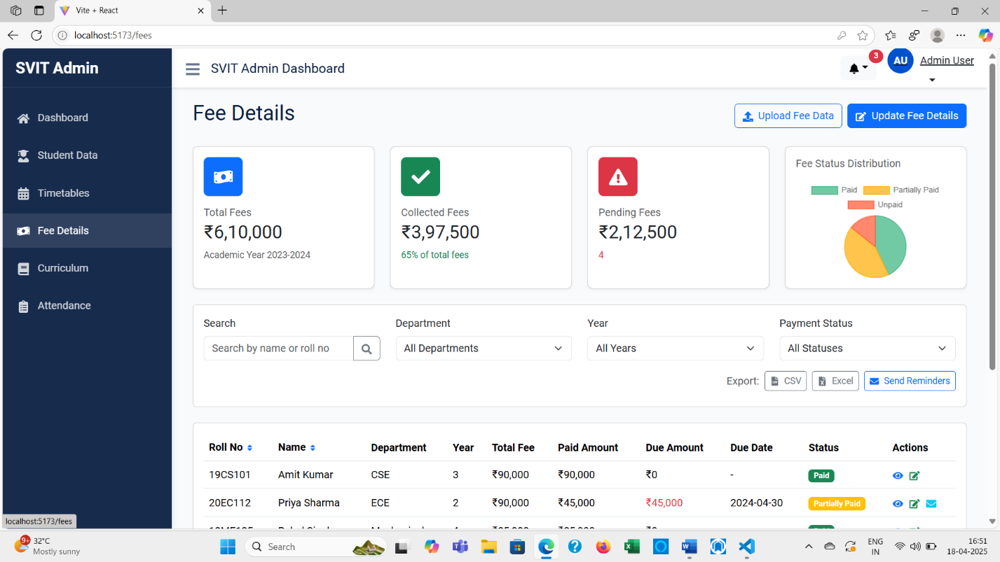 Vite + React
localhost:5173/fees
SVIT Admin
SVIT Admin Dashboard
3
AU
Admin User
Dashboard
Student Data
Timetables
Fee Details
Curriculum
Attendance
Fee Details
Upload Fee Data
Update Fee Details
Total Fees
₹6,10,000
Academic Year 2023-2024
Collected Fees
₹3,97,500
65% of total fees
Pending Fees
₹2,12,500
4
Fee Status Distribution
Paid
Partially Paid
Unpaid
Search
Search by name or roll no
Department
All Departments
Year
All Years
Payment Status
All Statuses
Export:
CSV
Excel
Send Reminders
Roll No Name Department Year Total Fee Paid Amount Due Amount Due Date Status Actions
19CS101 Amit Kumar CSE 3 ₹90,000 ₹90,000 ₹0 - Paid
20EC112 Priya Sharma ECE 2 ₹90,000 ₹45,000 ₹45,000 2024-04-30 Partially Paid
localhost:5173/fees
9+
32°C
Mostly sunny
Search
ENG
IN
16:51
18-04-2025